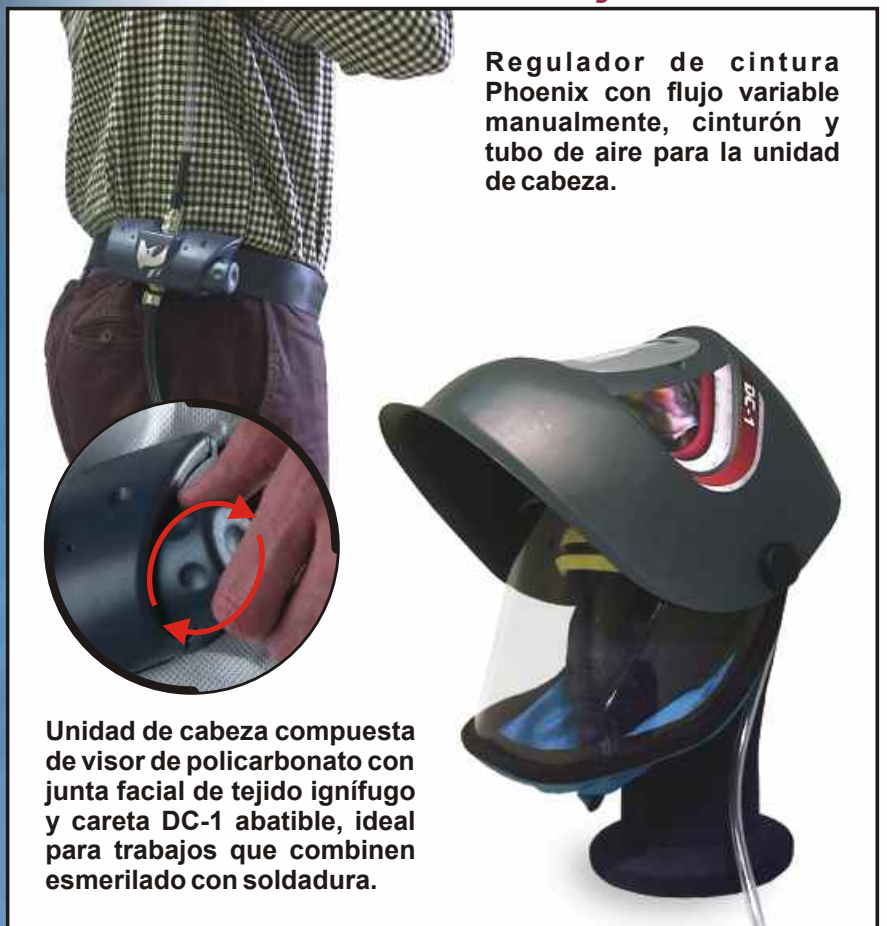 Regulador de cintura
Phoenix con flujo variable
manualmente, cinturón y
tubo de aire para la unidad
de cabeza.
DC-1
Unidad de cabeza compuesta
de visor de policarbonato con
junta facial de tejido ignífugo
y careta DC-1 abatible, ideal
para trabajos que combinen
esmerilado con soldadura.